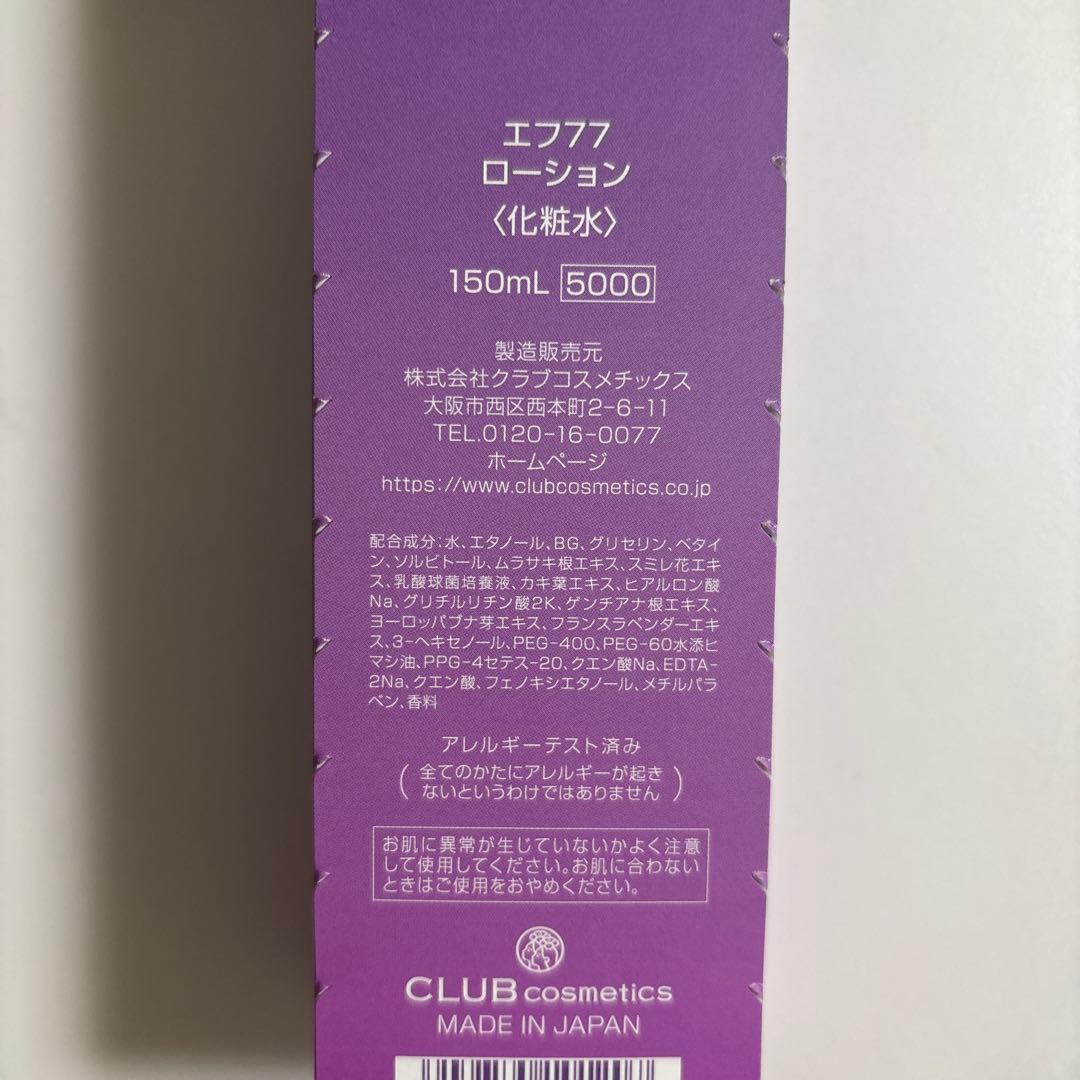 エフ77
ローション
〈化粧水〉
150mL 5000
製造販売元
株式会社クラブコスメチックス
大阪市西区西本町2-6-11
TEL.0120-16-0077
ホームページ
https://www.clubcosmetics.co.jp
配合成分:水、エタノール、BG、グリセリン、ベタイ
ン、ソルビトール、ムラサキ根エキス、スミレ花エキ
ス、乳酸球菌培養液、カキ葉エキス、ヒアルロン酸
Na、グリチルリチン酸2K、ゲンチアナ根エキス、
ヨーロッパブナ芽エキス、フランスラベンダーエキ
ス、3-ヘキセノール、PEG-400、PEG-60水添ヒ
マシ油、PPG-4セテス-20、クエン酸Na、EDTA-
2Na、クエン酸、フェノキシエタノール、メチルパラ
ベン、香料
アレルギーテスト済み
(全てのかたにアレルギーが起き
ないというわけではありません)
お肌に異常が生じていないかよく注意
して使用してください。お肌に合わない
ときはご使用をおやめください。
CLUB cosmetics
MADE IN JAPAN